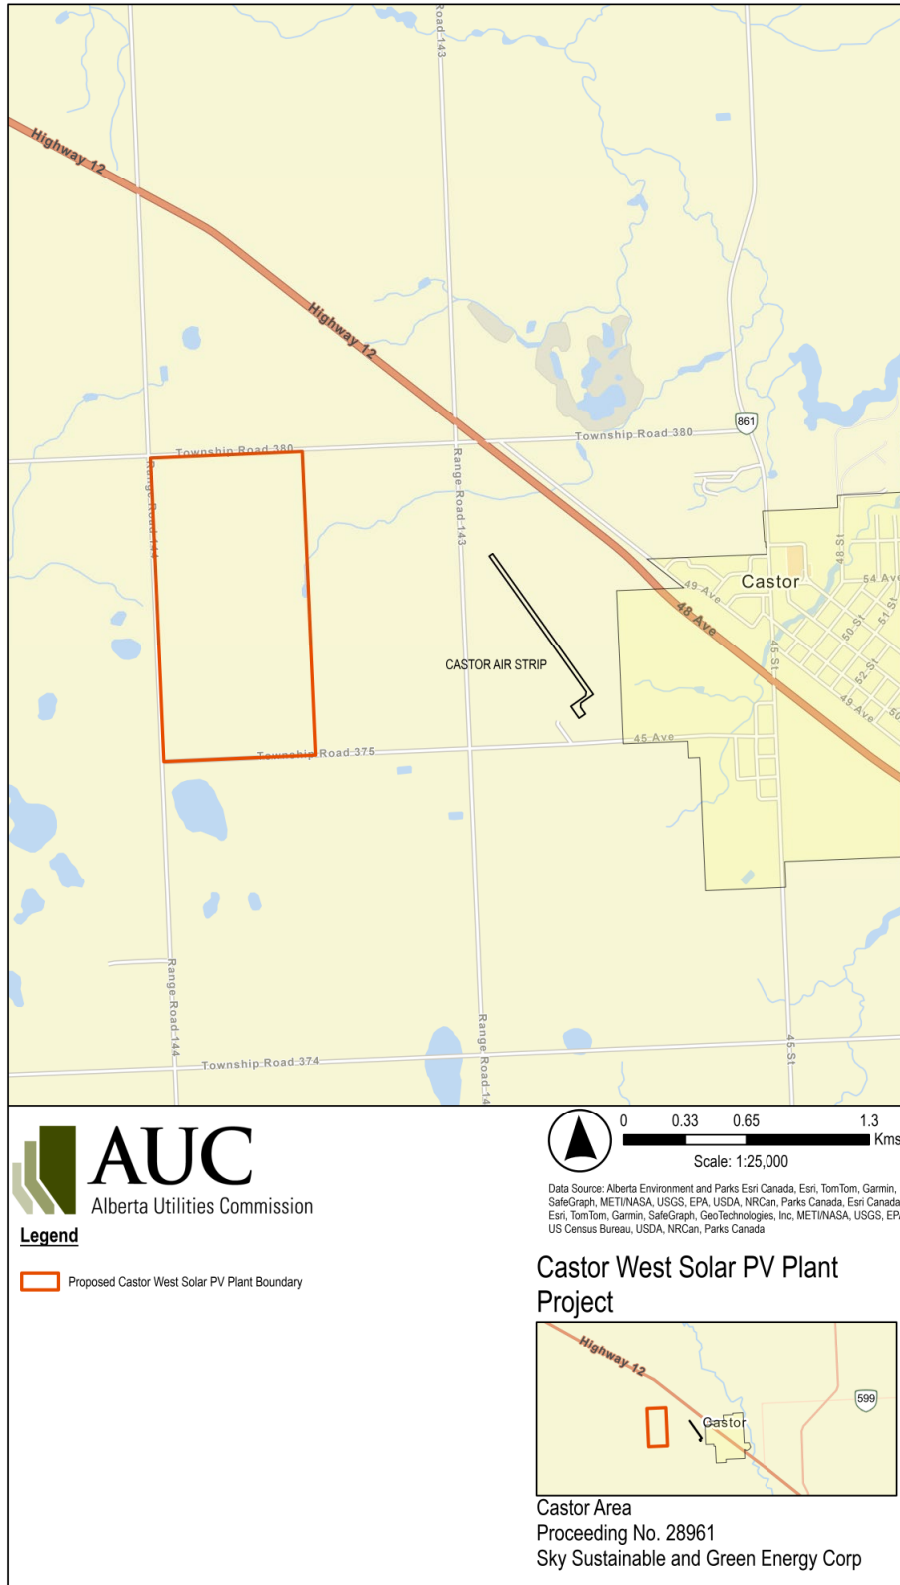 Road 143
Highway 12
Highway 12
861
Township Road 380
Township Road 380
Range Road 144
Range Road 143
48 St
Castor
49 Ave
54 Ave
48 Ave
51 St
50 St
CASTOR AIR STRIP
45 St
52 St
49 Ave
50
45 Ave
Township Road 375
Range Road 144
Range Road 14
45 St
Township Road 374
AUC
Alberta Utilities Commission
Legend
Proposed Castor West Solar PV Plant Boundary
0 0.33 0.65 1.3
Kms
Scale: 1:25,000
Data Source: Alberta Environment and Parks Esri Canada, Esri, TomTom, Garmin,
SafeGraph, METI/NASA, USGS, EPA, USDA, NRCan, Parks Canada, Esri Canada
Esri, TomTom, Garmin, SafeGraph, GeoTechnologies, Inc, METI/NASA, USGS, EPA
US Census Bureau, USDA, NRCan, Parks Canada
Castor West Solar PV Plant
Project
Highway 12
599
Castor
Castor Area
Proceeding No. 28961
Sky Sustainable and Green Energy Corp